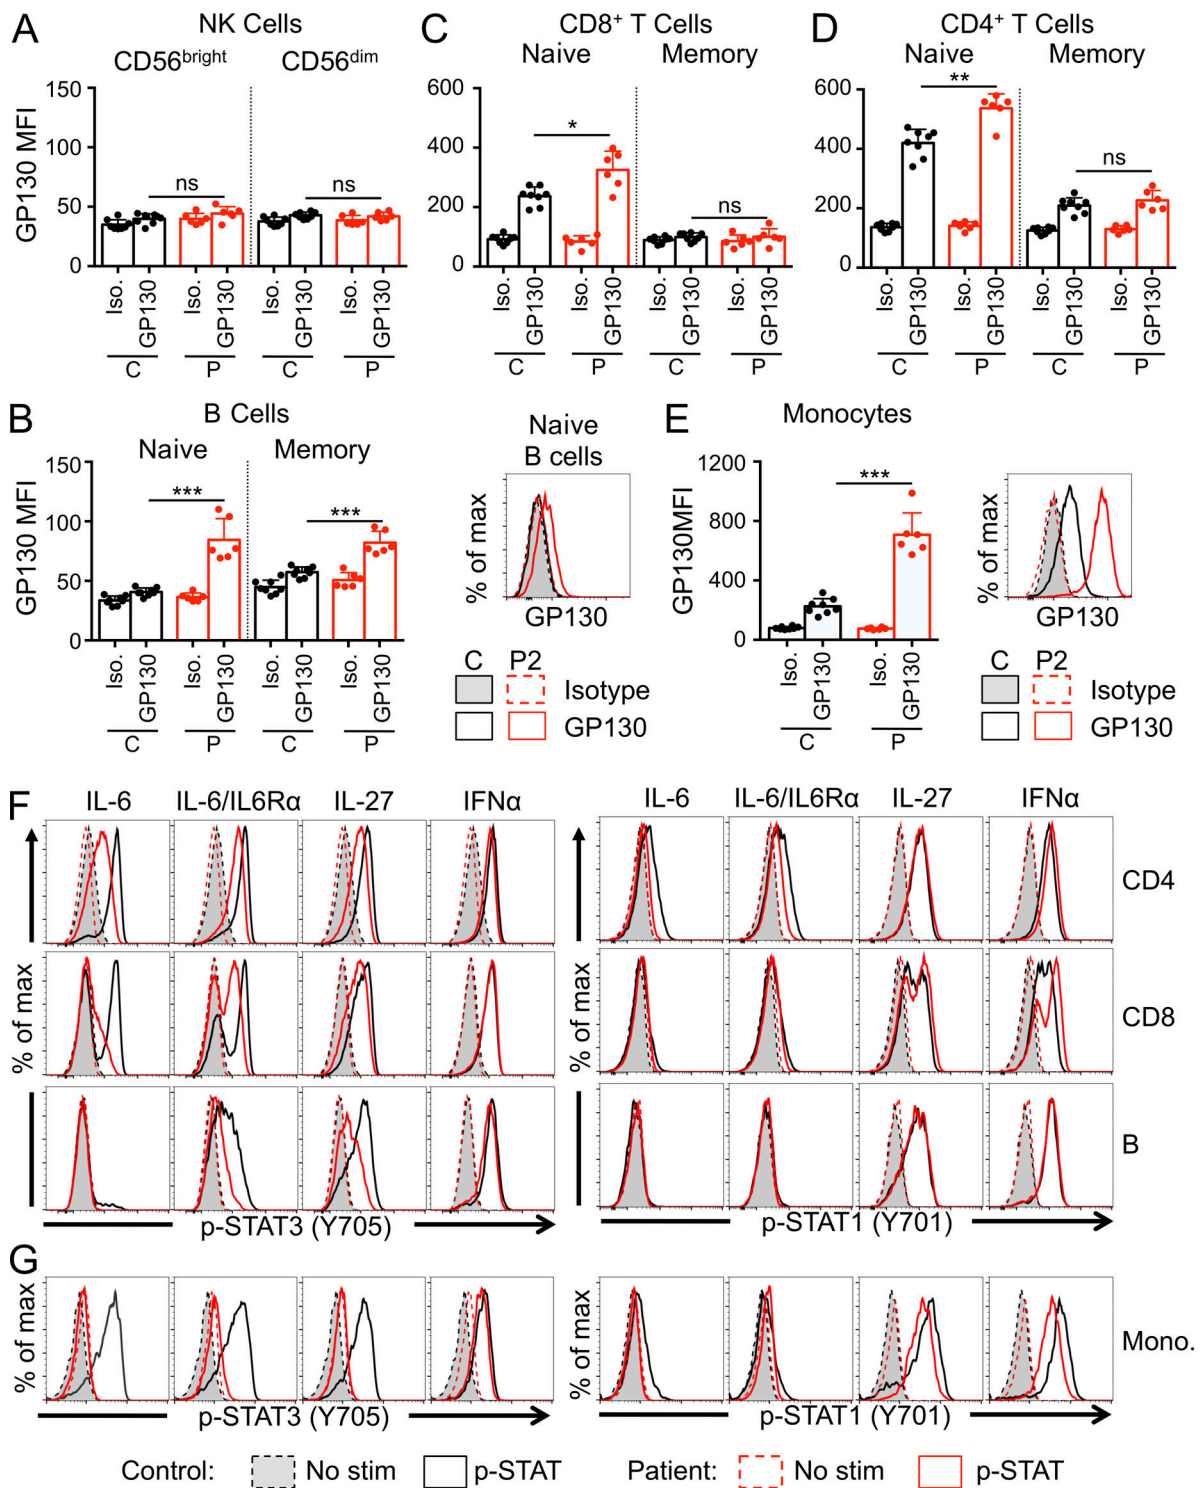 A
NK Cells
CD56bright
CD56dim
GP130 MFI
150
100
50
0
ns
ns
Iso.
GP130
Iso.
GP130
Iso.
GP130
Iso.
GP130
C
P
C
P
C
CD8+ T Cells
Naive
Memory
600
400
200
0
*
ns
Iso.
GP130
Iso.
GP130
Iso.
GP130
Iso.
GP130
C
P
C
P
D
CD4+ T Cells
Naive
Memory
600
400
200
0
**
ns
Iso.
GP130
Iso.
GP130
Iso.
GP130
Iso.
GP130
C
P
C
P
B
B Cells
Naive
Memory
GP130 MFI
150
100
50
0
***
***
Iso.
GP130
Iso.
GP130
Iso.
GP130
Iso.
GP130
C
P
C
P
Naive
B cells
% of max
GP130
C P2
Isotype
GP130
E
Monocytes
GP130MFI
1200
800
400
0
***
Iso.
GP130
Iso.
GP130
C
P
% of max
GP130
C P2
Isotype
GP130
F
IL-6 IL-6/IL6Rα IL-27 IFNα
IL-6 IL-6/IL6Rα IL-27 IFNα
CD4
% of max
% of max
CD8
B
p-STAT3 (Y705)
p-STAT1 (Y701)
G
% of max
% of max
Mono.
p-STAT3 (Y705)
p-STAT1 (Y701)
Control: No stim p-STAT Patient: No stim p-STAT